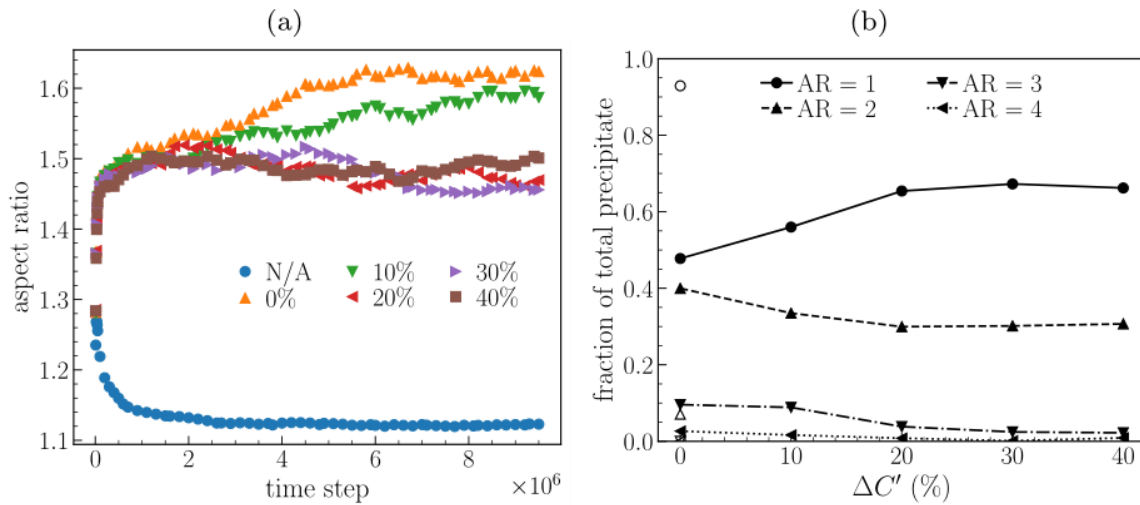 (a)
1.6
1.5
1.4
1.3
1.2
1.1
aspect ratio
N/A
0%
10%
20%
30%
40%
0
2
4
6
8
time step
×10⁶
(b)
1.0
0.8
0.6
0.4
0.2
0.0
fraction of total precipitate
AR = 1
AR = 2
AR = 3
AR = 4
0
10
20
30
40
ΔC′ (%)